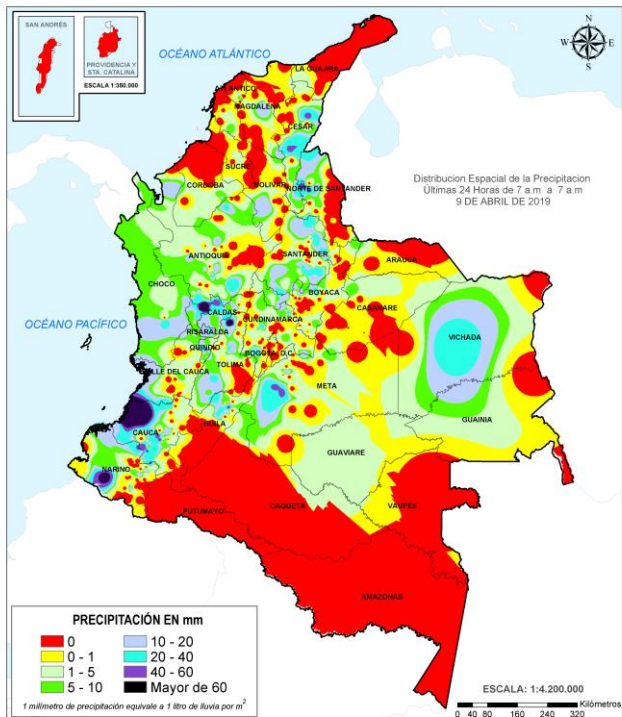 SAN ANDRÉS
PROVIDENCIA Y
STA. CATALINA
ESCALA 1:350.000
OCÉANO ATLÁNTICO
N
W
E
S
LA GUAJIRA
ATLÁNTICO
MAGDALENA
CESAR
SUCRE
CÓRDOBA
BOLÍVAR
NORTE DE SANTANDER
Distribucion Espacial de la Precipitacion
Últimas 24 Horas de 7 a.m a 7 a.m
9 DE ABRIL DE 2019
ANTIOQUIA
SANTANDER
ARAUCA
CHOCO
BOYACA
CASANARE
CALDAS
CUNDINAMARCA
OCÉANO PACÍFICO
RISARALDA
VICHADA
QUINDIO
BOGOTA, D.C.
TOLIMA
VALLE DEL CAUCA
META
GUAINIA
CAUCA
HUILA
GUAVIARE
NARIÑO
PUTUMAYO
CAQUETA
VAUPES
AMAZONAS
PRECIPITACIÓN EN mm
0
10 - 20
0 - 1
20 - 40
1 - 5
40 - 60
5 - 10
Mayor de 60
1 milímetro de precipitación equivale a 1 litro de lluvia por m²
ESCALA: 1:4.200.000
Kilómetros
0 40 80 160 240 320